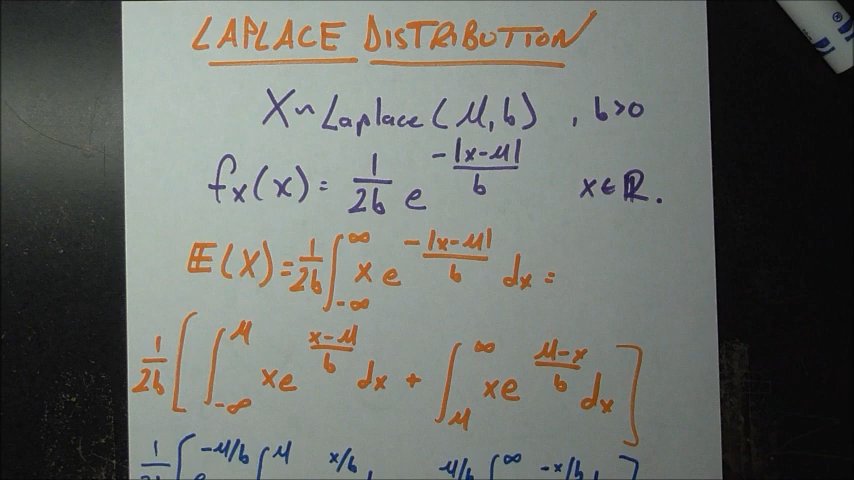 LAPLACE DISTRIBUTION
X ~ Laplace(μ, b) , b>0
fx(x) = 1/2b e^(-|x-μ|/b) x ∈ ℝ.
𝔼(X) = 1/2b ∫_{-∞}^{∞} x e^(-|x-μ|/b) dx =
1/2b [ ∫_{-∞}^{μ} x e^((x-μ)/b) dx + ∫_{μ}^{∞} x e^((μ-x)/b) dx ]
-μ/b μ x/b μ/b ∞ -x/b